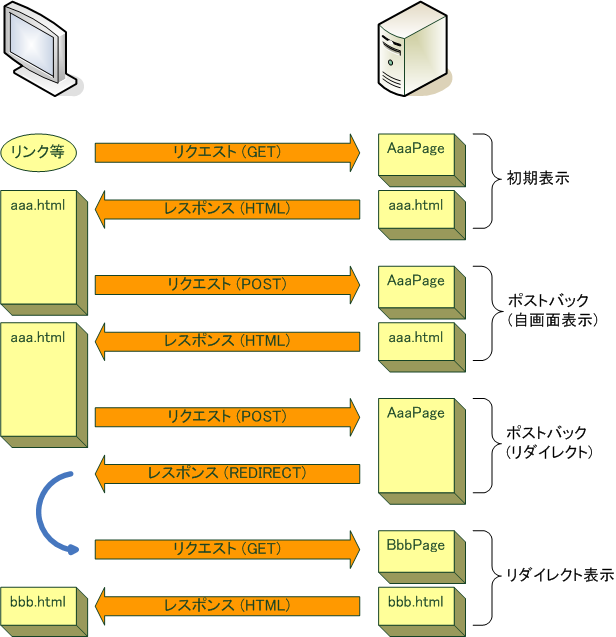 リンク等
リクエスト (GET)
AaaPage
初期表示
aaa.html
レスポンス (HTML)
aaa.html
リクエスト (POST)
AaaPage
ポストバック
(自画面表示)
aaa.html
レスポンス (HTML)
aaa.html
リクエスト (POST)
AaaPage
ポストバック
(リダイレクト)
レスポンス (REDIRECT)
リクエスト (GET)
BbbPage
リダイレクト表示
bbb.html
レスポンス (HTML)
bbb.html